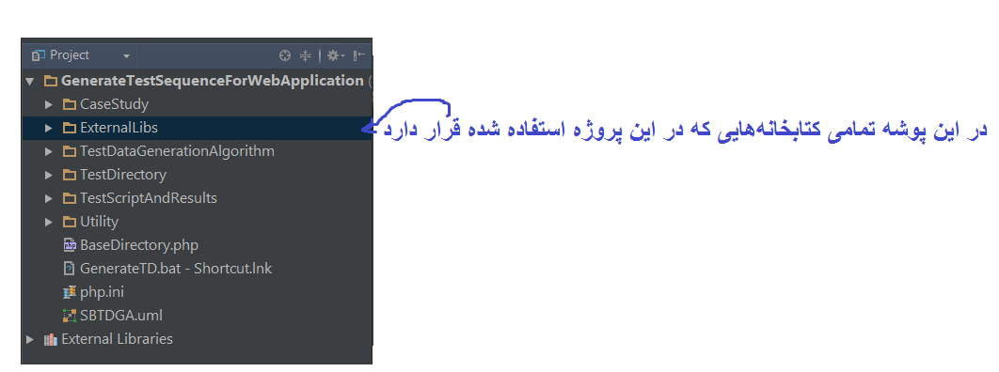 Project
GenerateTestSequenceForWebApplication (
CaseStudy
ExternalLibs
در این پوشه تمامی کتابخانه‌هایی که در این پروژه استفاده شده قرار دارد
TestDataGenerationAlgorithm
TestDirectory
TestScriptAndResults
Utility
BaseDirectory.php
GenerateTD.bat - Shortcut.lnk
php.ini
SBTDGA.uml
External Libraries